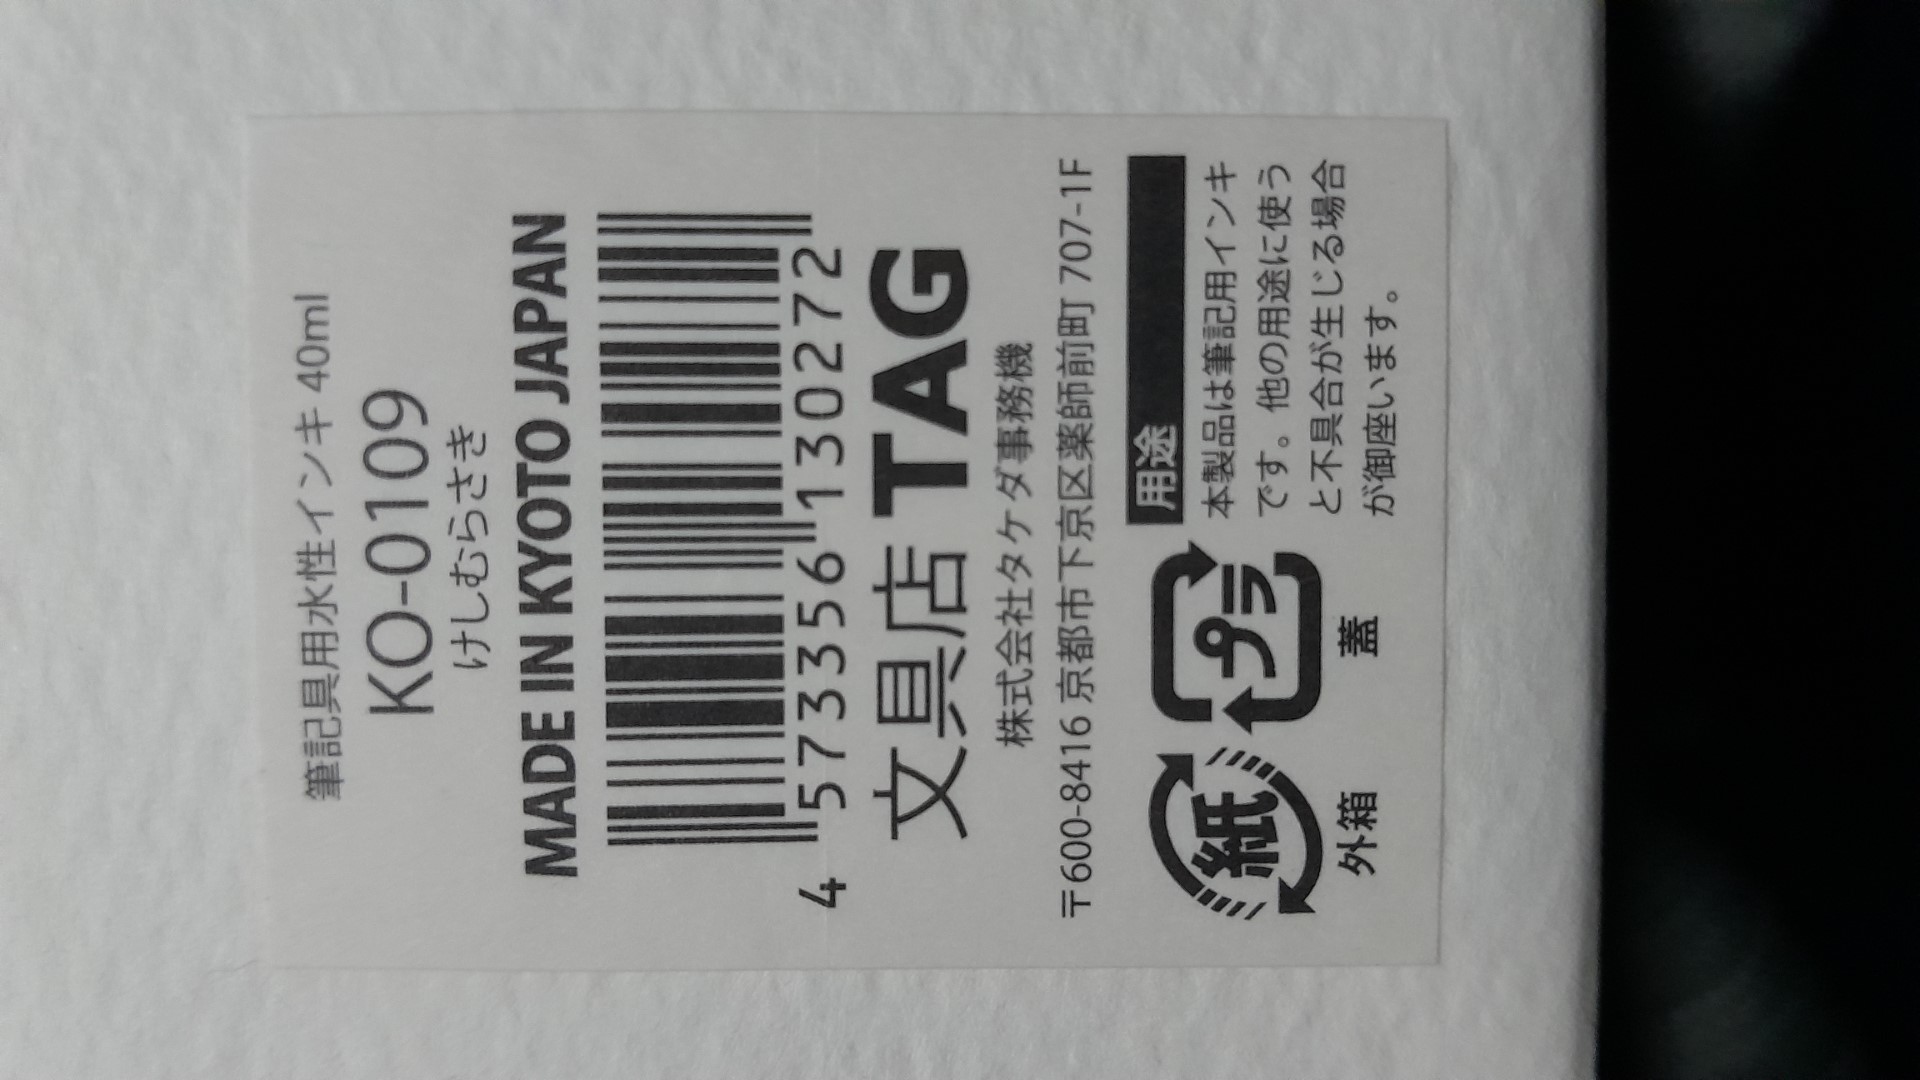 筆記具用水性インキ 40ml
KO-0109
けしむらさき
MADE IN KYOTO JAPAN
4 573356 130272
文具店 TAG
株式会社タケダ事務機
〒600-8416 京都市下京区薬師前町 707-1F
紙
外箱
プラ
蓋
用途
本製品は筆記用インキ
です。他の用途に使う
と不具合が生じる場合
が御座います。